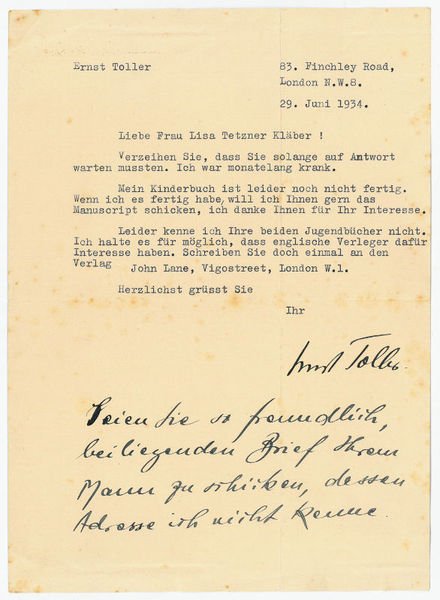 Ernst Toller
83. Finchley Road,
London N.W.8.
29. Juni 1934.
Liebe Frau Lisa Tetzner Kläber !
Verzeihen Sie, dass Sie solange auf Antwort
warten mussten. Ich war monatelang krank.
Mein Kinderbuch ist leider noch nicht fertig.
Wenn ich es fertig habe, will ich Ihnen gern das
Manuscript schicken, ich danke Ihnen für Ihr Interesse.
Leider kenne ich Ihre beiden Jugendbücher nicht.
Ich halte es für möglich, dass englische Verleger dafür
Interesse haben. Schreiben Sie doch einmal an den
Verlag
John Lane, Vigostreet, London W.1.
Herzlichst grüsst Sie
Ihr
Ernst Toller.
Seien Sie so freundlich,
beiliegenden Brief Ihrem
Mann zu schicken, dessen
Adresse ich nicht kenne.